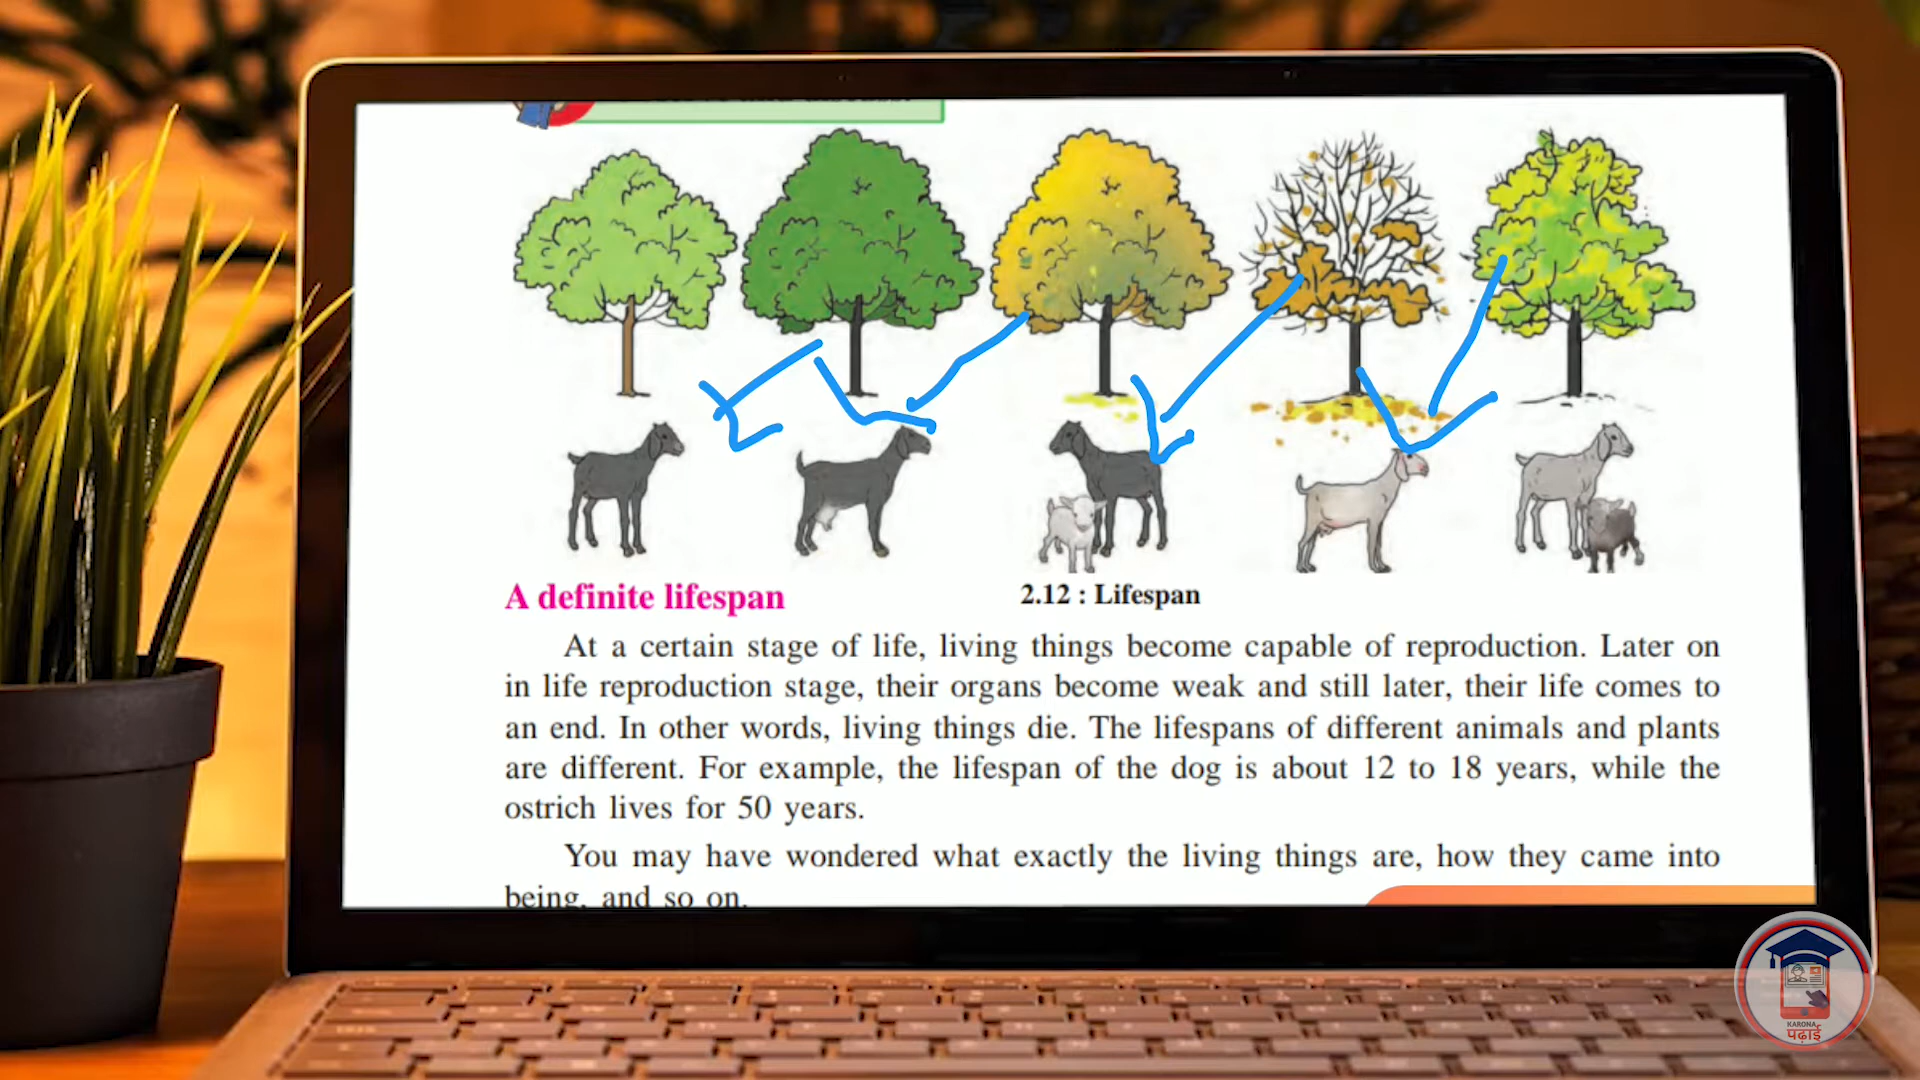 A definite lifespan
2.12 : Lifespan
At a certain stage of life, living things become capable of reproduction. Later on
in life reproduction stage, their organs become weak and still later, their life comes to
an end. In other words, living things die. The lifespans of different animals and plants
are different. For example, the lifespan of the dog is about 12 to 18 years, while the
ostrich lives for 50 years.
You may have wondered what exactly the living things are, how they came into
being, and so on.
KARONA
पढ़ाई